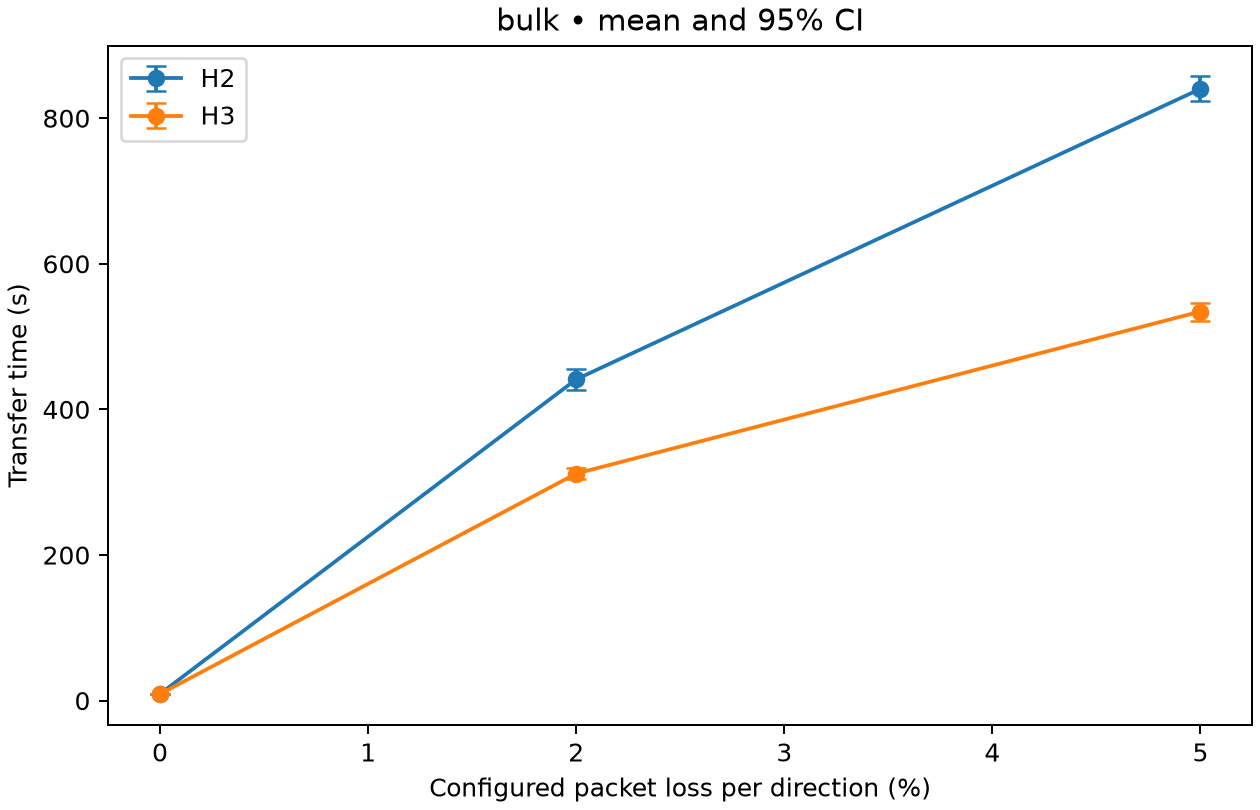 bulk • mean and 95% CI
H2
H3
800
600
400
200
0
Transfer time (s)
0 1 2 3 4 5
Configured packet loss per direction (%)